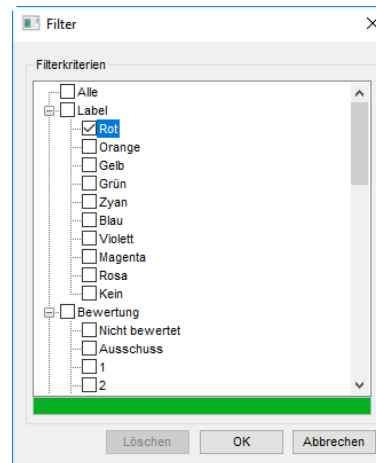 Filter
Filterkriterien
Alle
Label
Rot
Orange
Gelb
Grün
Zyan
Blau
Violett
Magenta
Rosa
Kein
Bewertung
Nicht bewertet
Ausschuss
1
2
Löschen OK Abbrechen